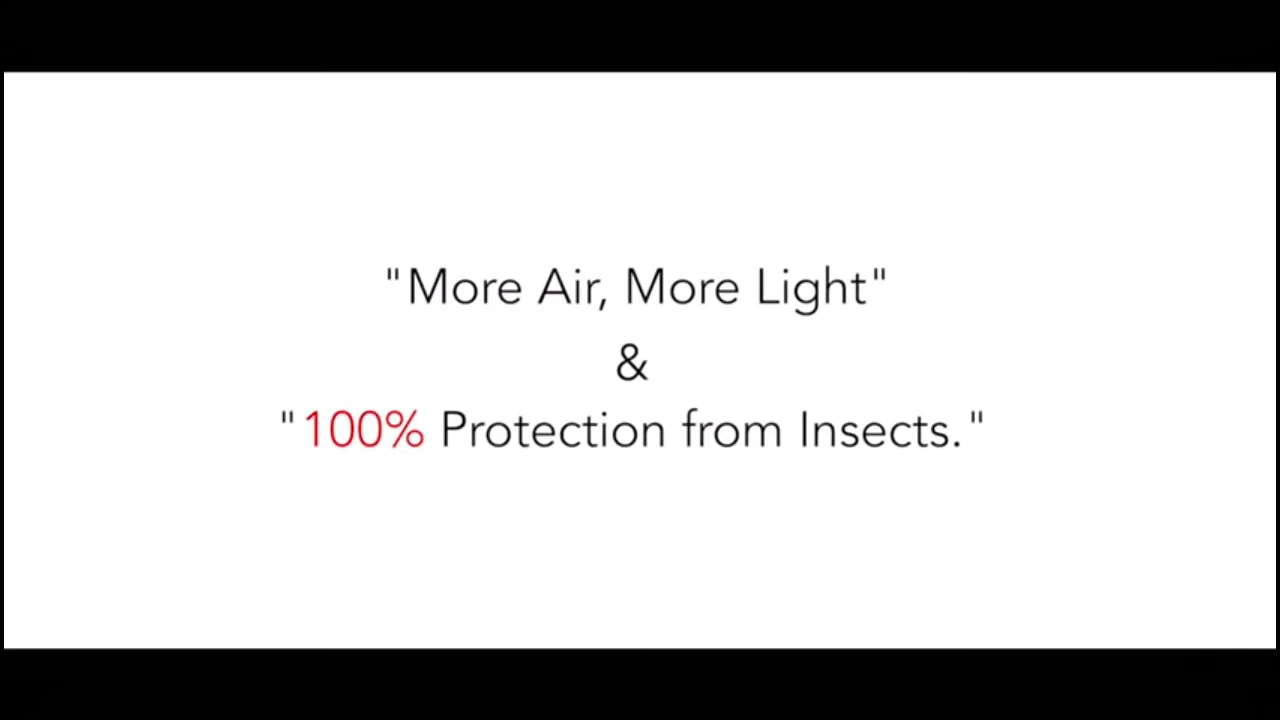 "More Air, More Light"
&
"100% Protection from Insects."